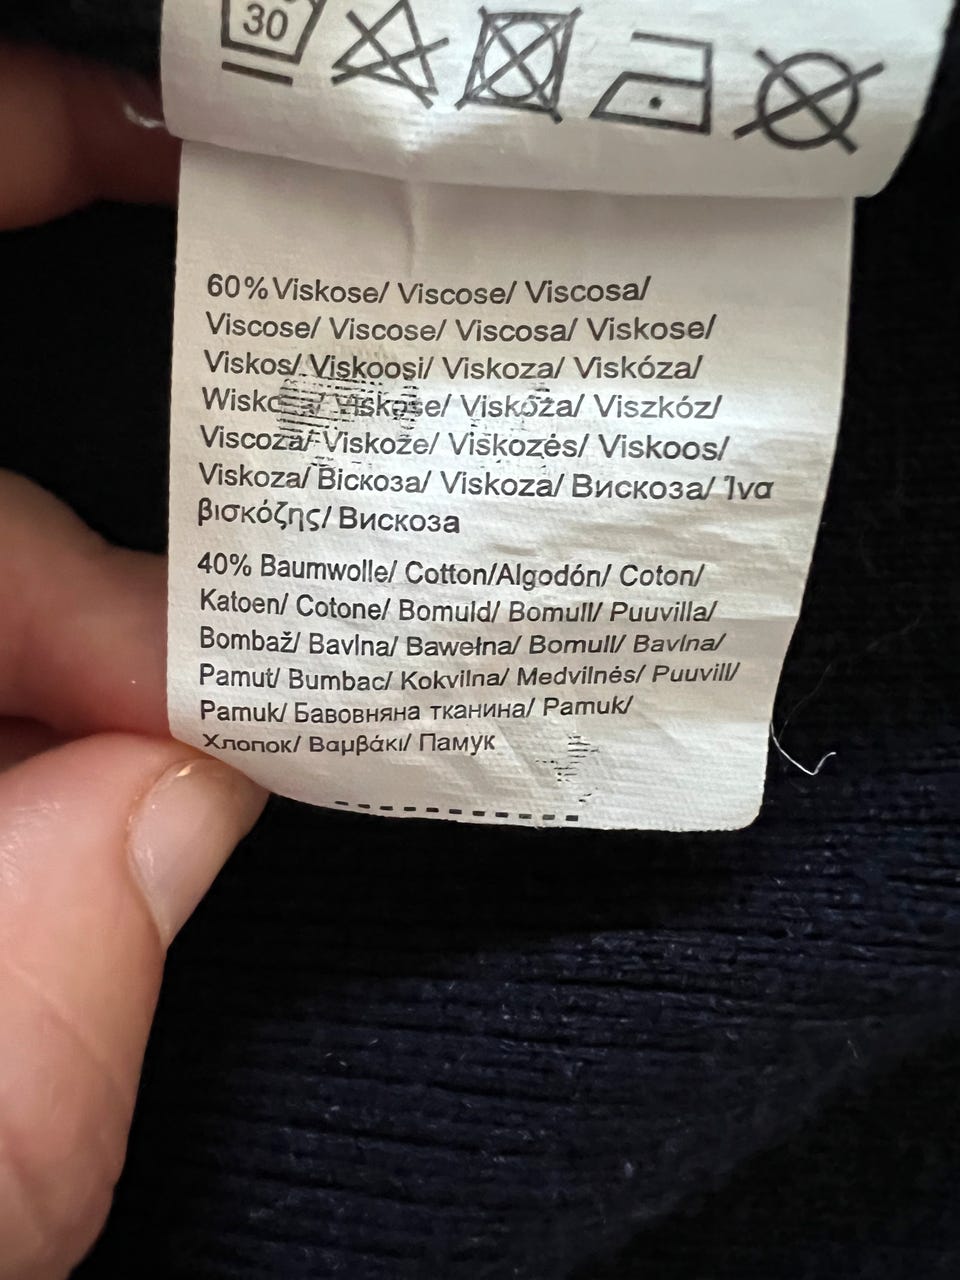 30
60% Viskose/ Viscose/ Viscosa/
Viscose/ Viscose/ Viscosa/ Viskose/
Viskos/ Viskoosi/ Viskoza/ Viskóza/
Viskose/ Viskóza/ Viszkóz/
Viscoza/ Viskože/ Viskozės/ Viskoos/
Viskoza/ Віскоза/ Viskoza/ Вискоза/ Ίνα
βισκόζης/ Вискоза
40% Baumwolle/ Cotton/Algodón/ Coton/
Katoen/ Cotone/ Bomuld/ Bomull/ Puuvilla/
Bombaž/ Bavlna/ Bawełna/ Bomull/ Bavlna/
Pamut/ Bumbac/ Kokvilna/ Medvilnės/ Puuvill/
Pamuk/ Бавовняна тканина/ Pamuk/
Хлопок/ Βαμβάκι/ Памук